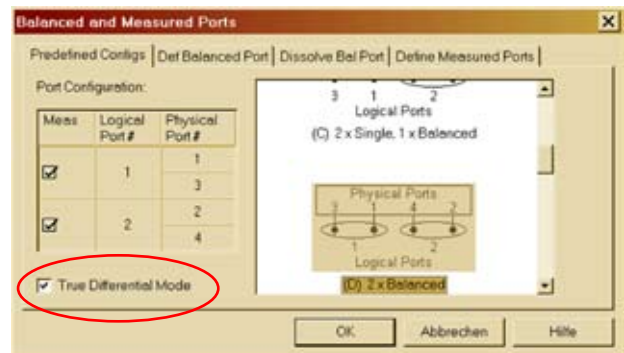 Balanced and Measured Ports
Predefined Configs
Def Balanced Port
Dissolve Bal Port
Define Measured Ports
Port Configuration:
Meas
Logical Port #
Physical Port #
1
1
3
2
2
4
True Differential Mode
3 1 2
Logical Ports
(C) 2 x Single, 1 x Balanced
Physical Ports
3 1 4 2
1 2
Logical Ports
(D) 2 x Balanced
OK
Abbrechen
Hilfe